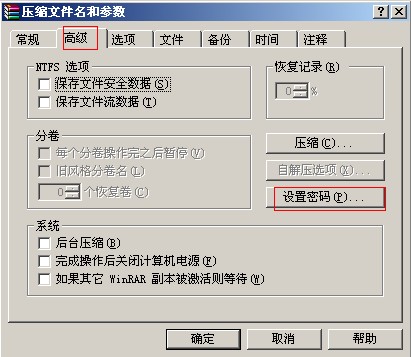 压缩文件名和参数
常规 高级 选项 文件 备份 时间 注释
NTFS 选项
保存文件安全数据(S)
保存文件流数据(T)
恢复记录(R)
0 %
分卷
每个分卷操作完之后暂停(V)
旧风格分卷名(L)
0 个恢复卷(C)
压缩(C)...
自解压选项(X)...
设置密码(P)...
系统
后台压缩(B)
完成操作后关闭计算机电源(F)
如果其它 WinRAR 副本被激活则等待(W)
确定 取消 帮助